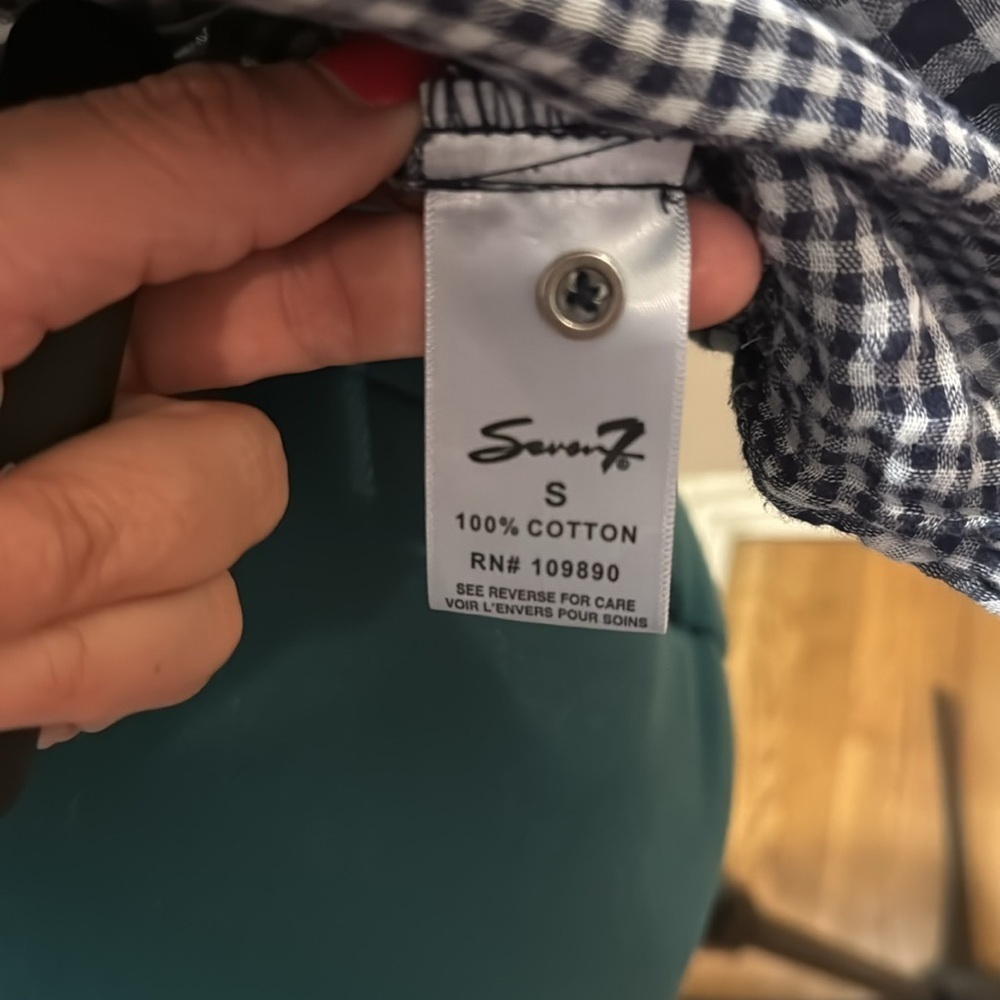 Seven7®
S
100% COTTON
RN# 109890
SEE REVERSE FOR CARE
VOIR L'ENVERS POUR SOINS